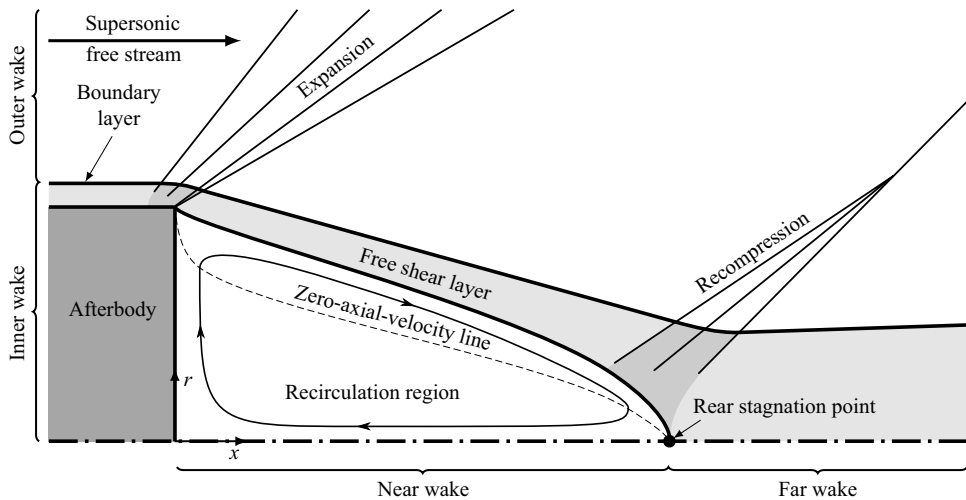 Outer wake
Supersonic
free stream
Expansion
Boundary
layer
Inner wake
Afterbody
Free shear layer
Recompression
Zero-axial-velocity line
r
Recirculation region
Rear stagnation point
x
Near wake
Far wake